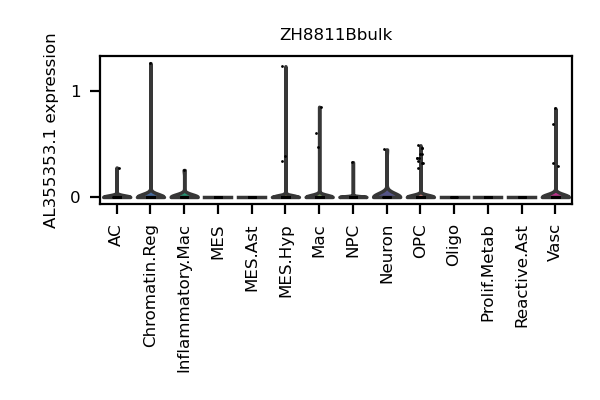 ZH8811Bbulk
AL355353.1 expression
1
0
AC
Chromatin.Reg
Inflammatory.Mac
MES
MES.Ast
MES.Hyp
Mac
NPC
Neuron
OPC
Oligo
Prolif.Metab
Reactive.Ast
Vasc